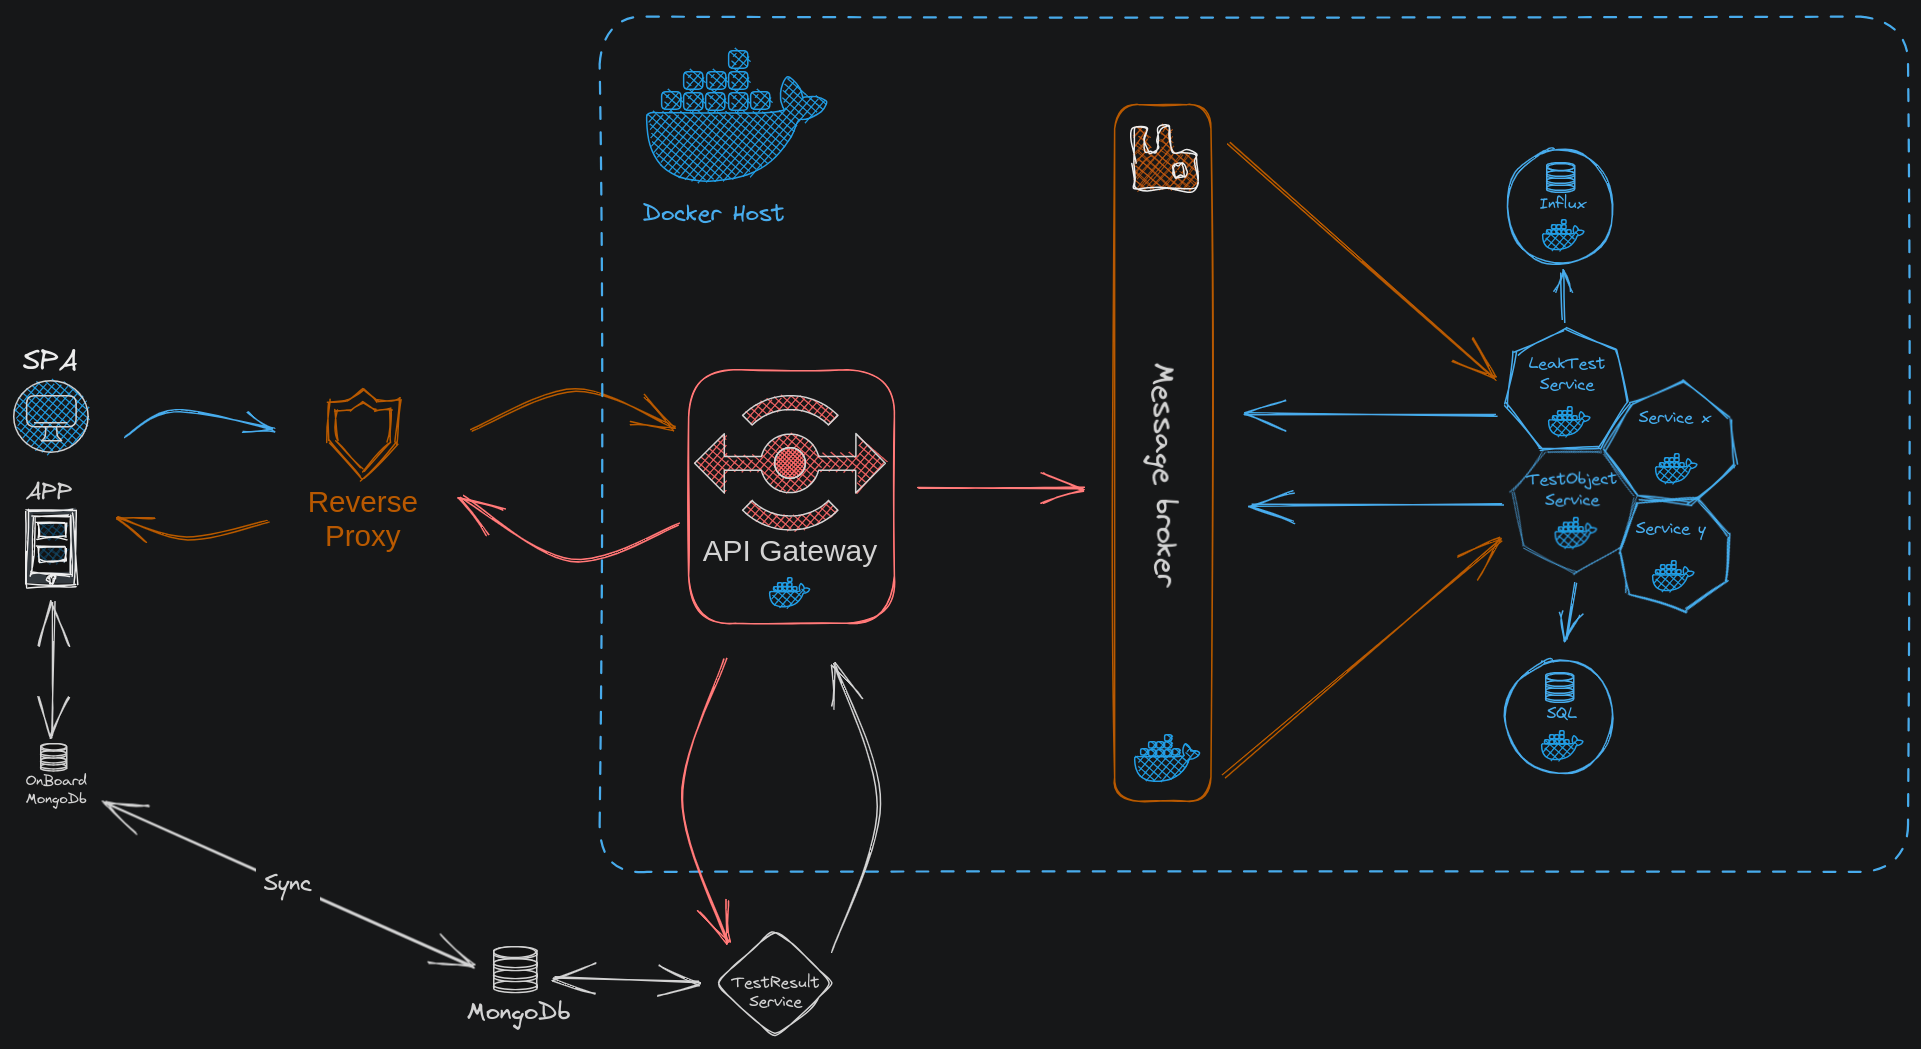 Docker Host
Influx
SPA
APP
Reverse
Proxy
API Gateway
Message broker
LeakTest
Service
Service x
TestObject
Service
Service y
SQL
OnBoard
MongoDb
Sync
MongoDb
TestResult
Service